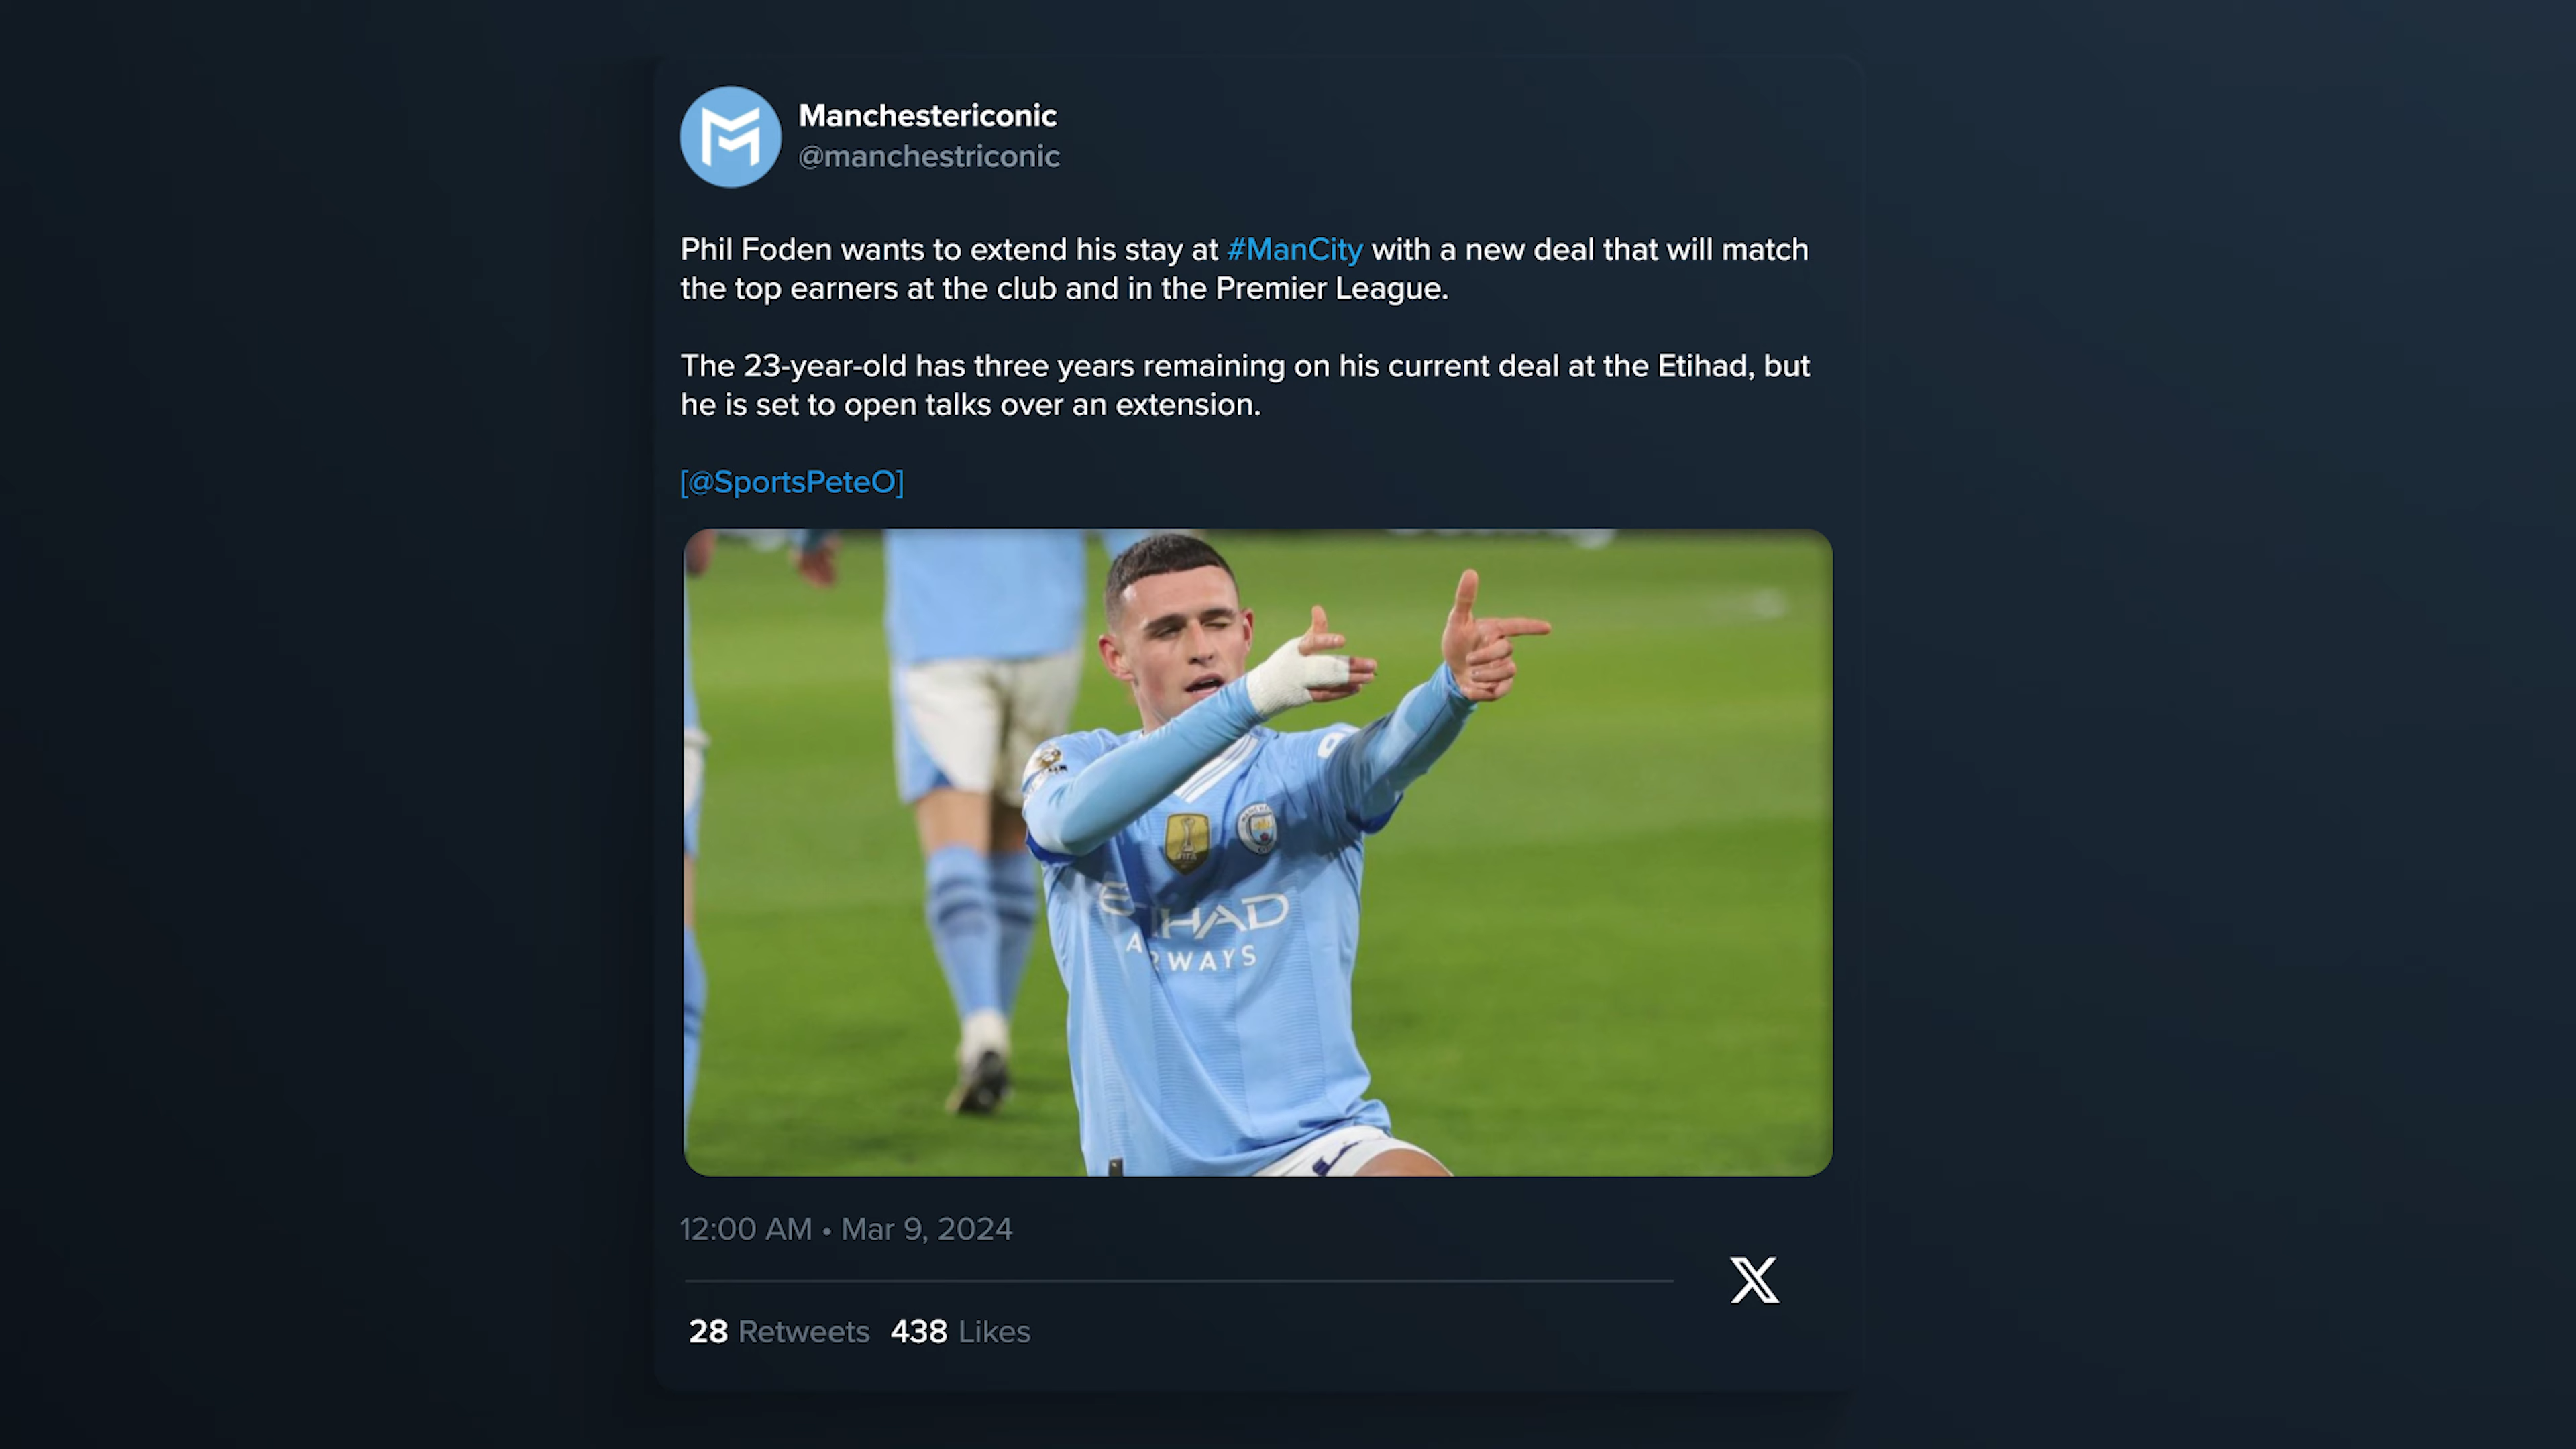 Manchestericonic
@manchestriconic
Phil Foden wants to extend his stay at #ManCity with a new deal that will match
the top earners at the club and in the Premier League.
The 23-year-old has three years remaining on his current deal at the Etihad, but
he is set to open talks over an extension.
[@SportsPeteO]
FIFA
ETIHAD
AIRWAYS
12:00 AM • Mar 9, 2024
28 Retweets 438 Likes